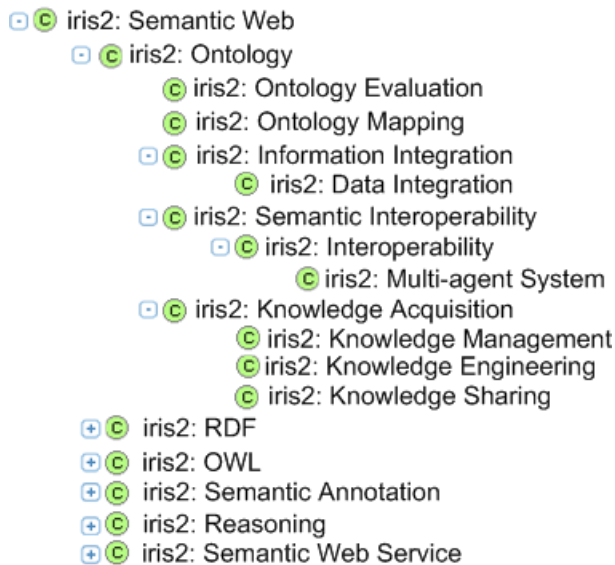 C iris2: Semantic Web
C iris2: Ontology
C iris2: Ontology Evaluation
C iris2: Ontology Mapping
C iris2: Information Integration
C iris2: Data Integration
C iris2: Semantic Interoperability
C iris2: Interoperability
C iris2: Multi-agent System
C iris2: Knowledge Acquisition
C iris2: Knowledge Management
C iris2: Knowledge Engineering
C iris2: Knowledge Sharing
C iris2: RDF
C iris2: OWL
C iris2: Semantic Annotation
C iris2: Reasoning
C iris2: Semantic Web Service